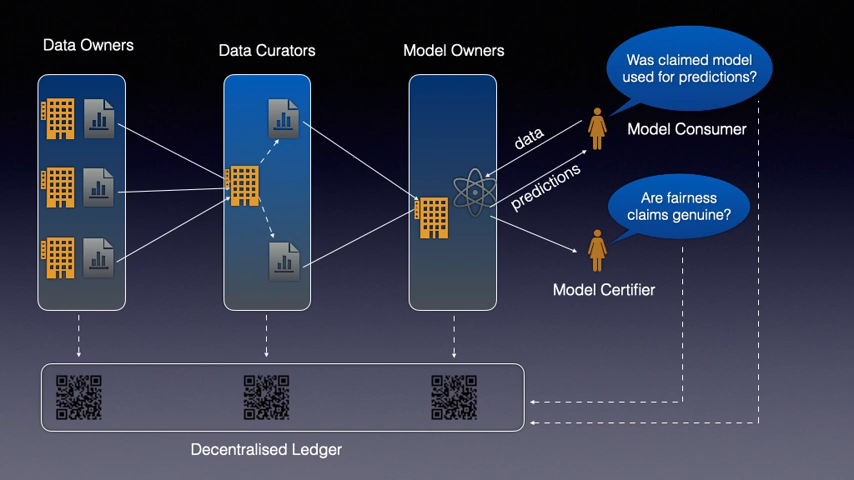 Data Owners
Data Curators
Model Owners
Was claimed model
used for predictions?
Model Consumer
data
predictions
Are fairness
claims genuine?
Model Certifier
Decentralised Ledger